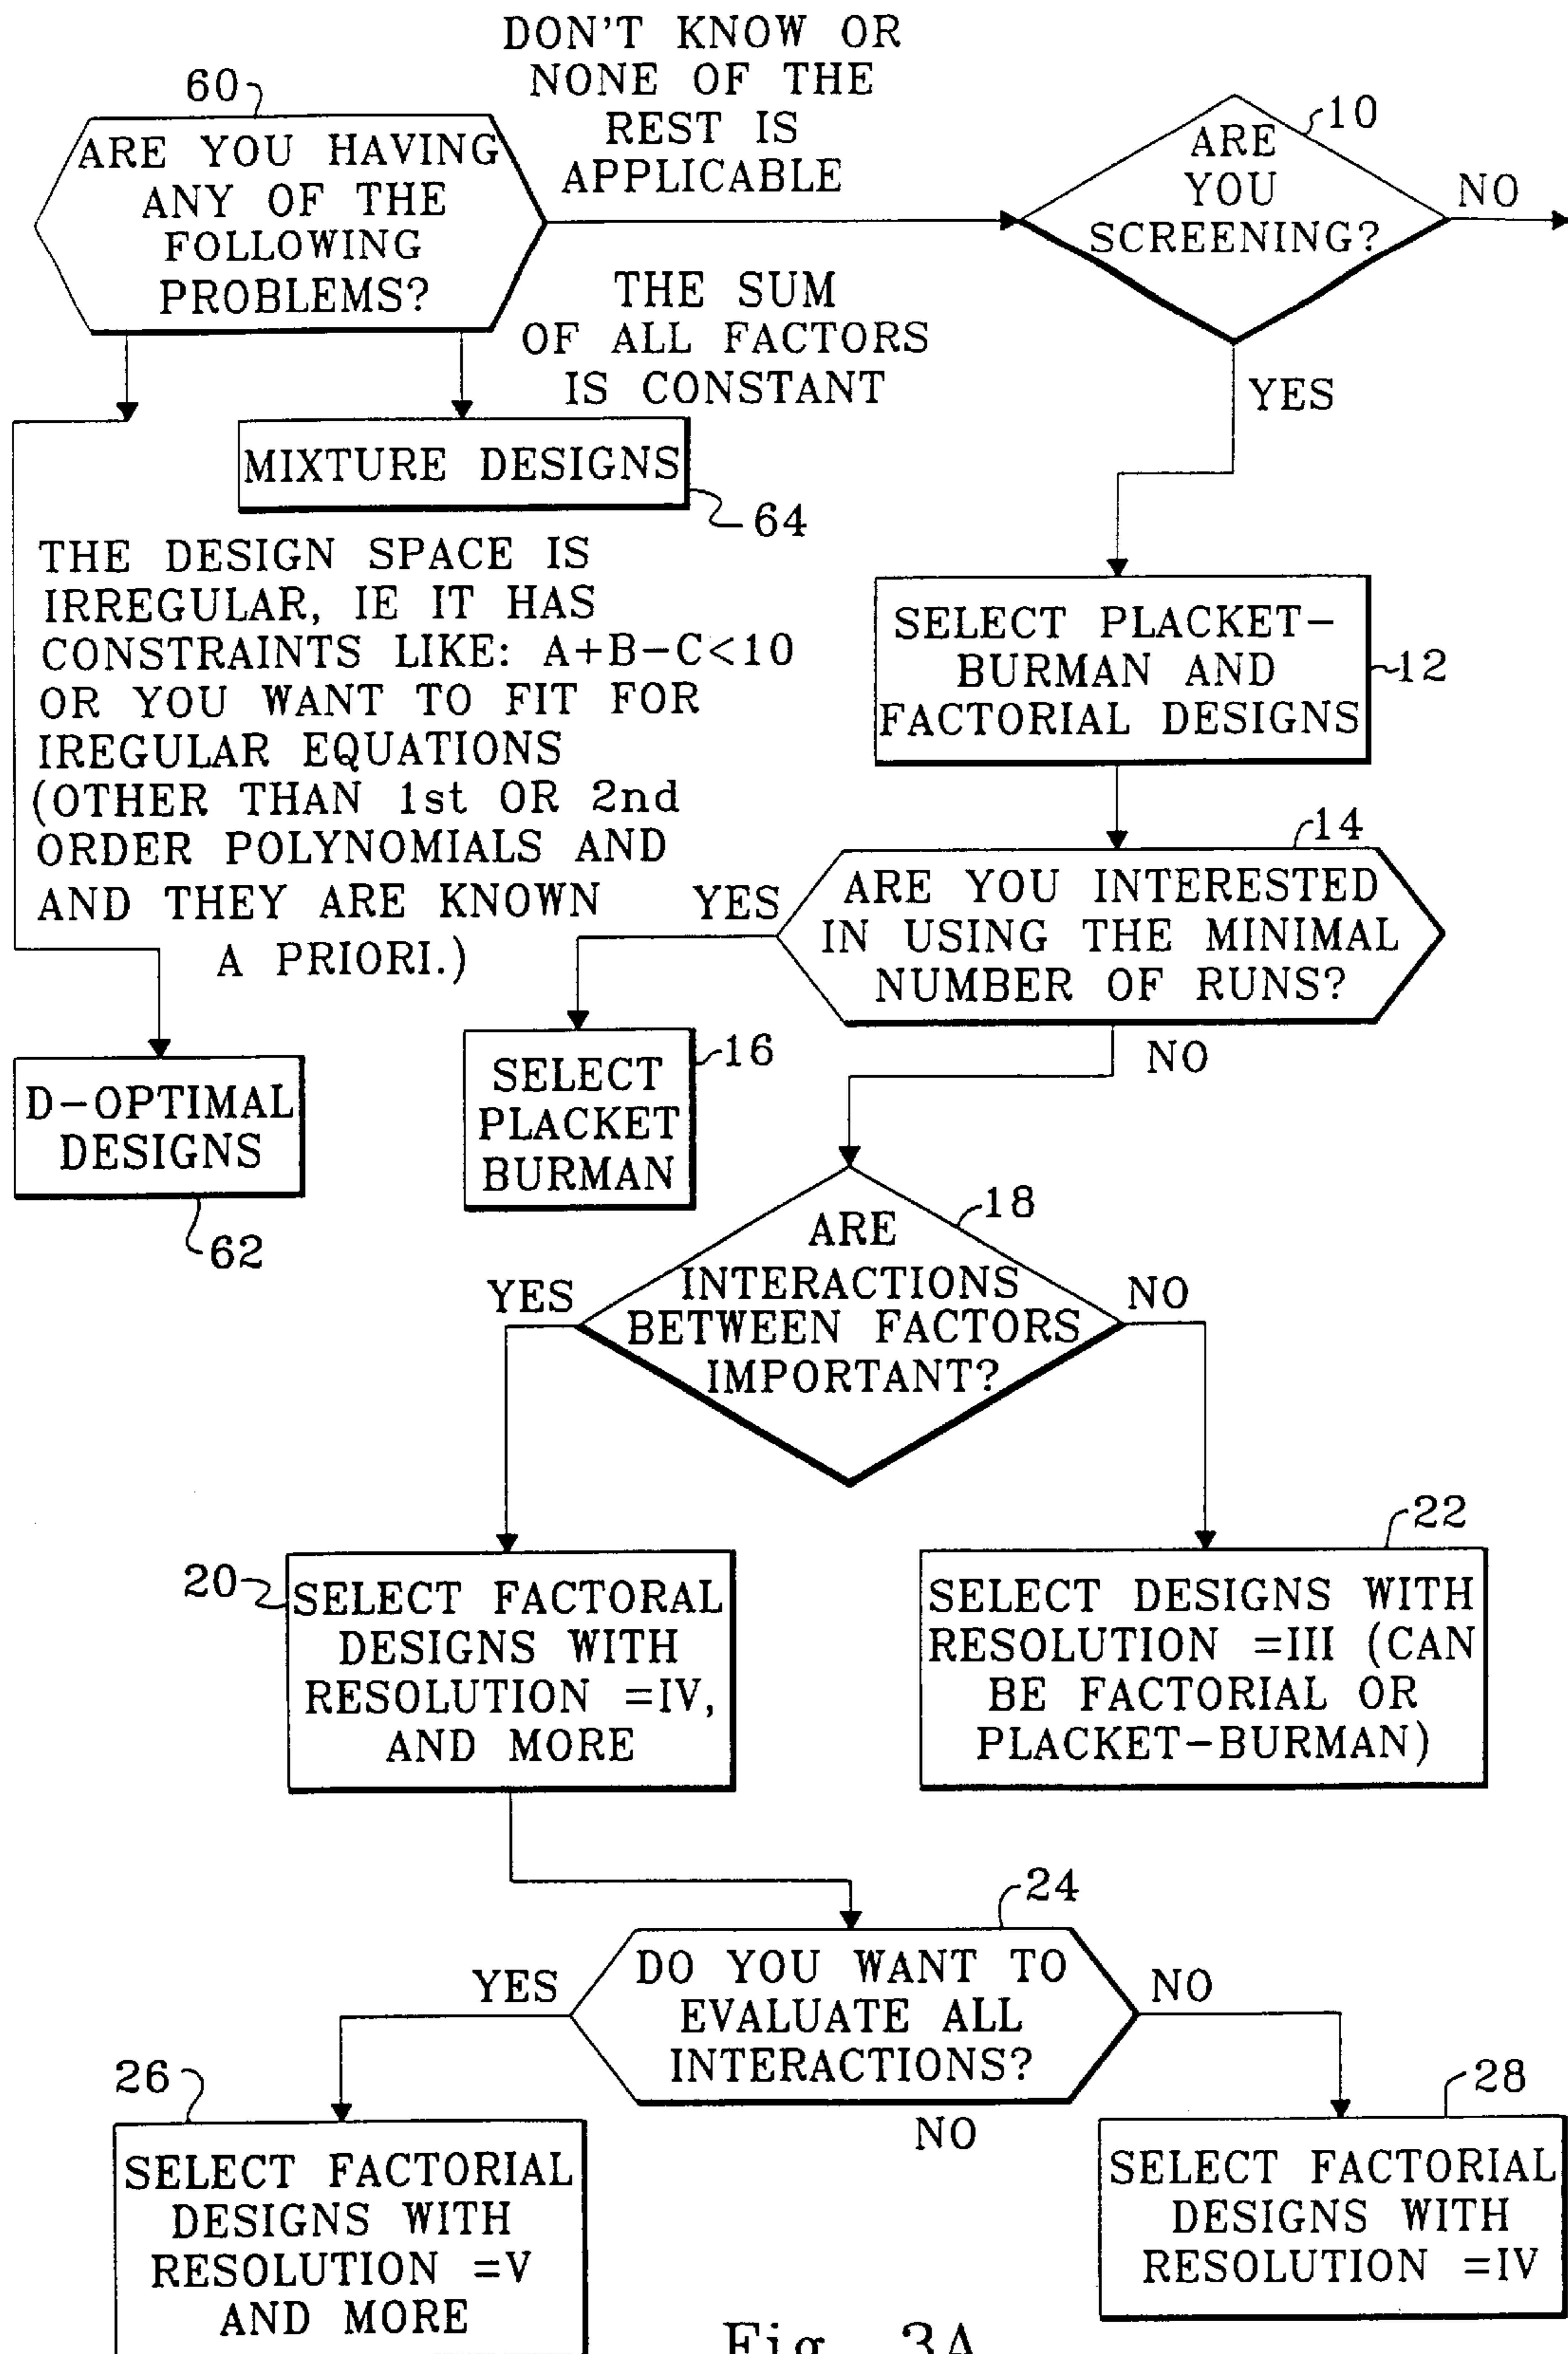 DON'T KNOW OR
NONE OF THE
REST IS
APPLICABLE
60
ARE YOU HAVING
ANY OF THE
FOLLOWING
PROBLEMS?
10
ARE
YOU
SCREENING?
NO
THE SUM
OF ALL FACTORS
IS CONSTANT
YES
MIXTURE DESIGNS
64
THE DESIGN SPACE IS
IRREGULAR, IE IT HAS
CONSTRAINTS LIKE: A+B-C<10
OR YOU WANT TO FIT FOR
IREGULAR EQUATIONS
(OTHER THAN 1st OR 2nd
ORDER POLYNOMIALS AND
AND THEY ARE KNOWN
A PRIORI.)
D-OPTIMAL
DESIGNS
62
SELECT PLACKET-
BURMAN AND
FACTORIAL DESIGNS
12
14
ARE YOU INTERESTED
IN USING THE MINIMAL
NUMBER OF RUNS?
YES
NO
16
SELECT
PLACKET
BURMAN
18
ARE
INTERACTIONS
BETWEEN FACTORS
IMPORTANT?
YES
NO
20
SELECT FACTORAL
DESIGNS WITH
RESOLUTION =IV,
AND MORE
22
SELECT DESIGNS WITH
RESOLUTION =III (CAN
BE FACTORIAL OR
PLACKET-BURMAN)
24
DO YOU WANT TO
EVALUATE ALL
INTERACTIONS?
YES
NO
NO
26
SELECT FACTORIAL
DESIGNS WITH
RESOLUTION =V
AND MORE
28
SELECT FACTORIAL
DESIGNS WITH
RESOLUTION =IV
Fig. 3A